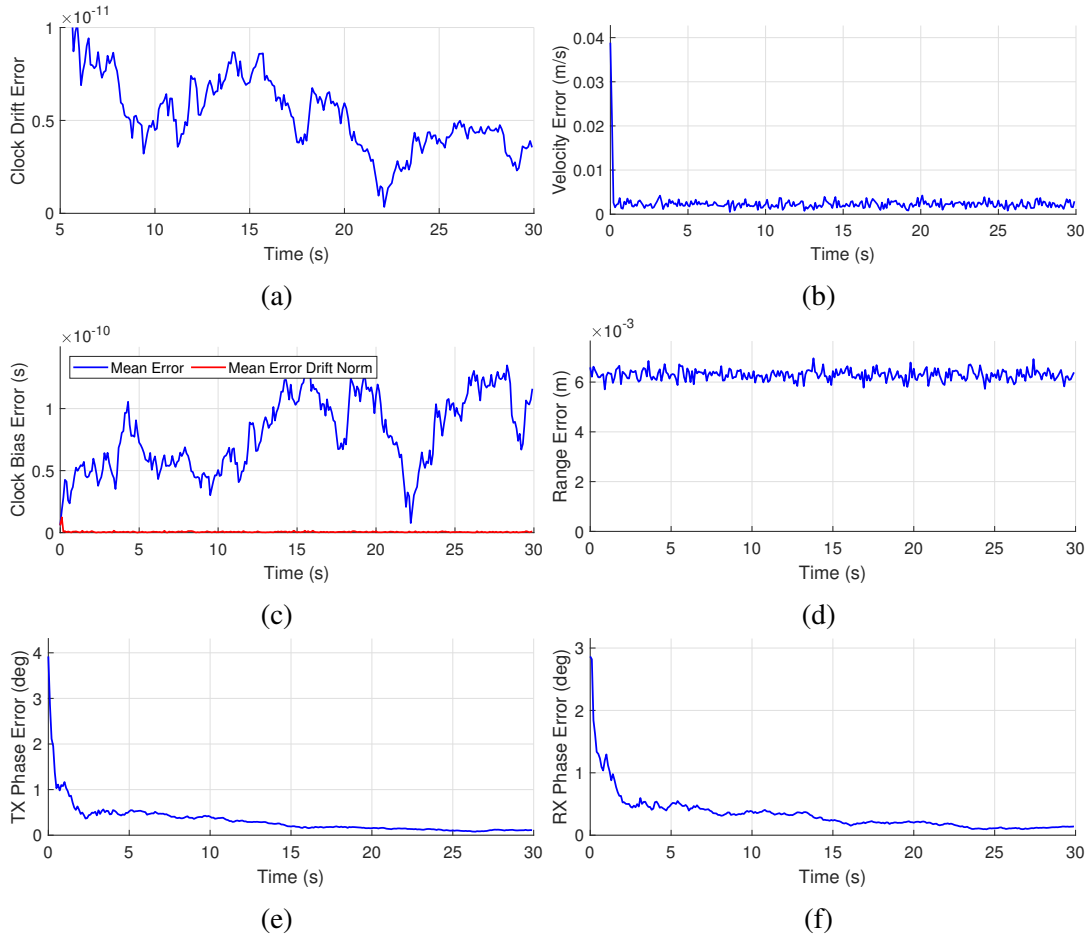 ×10⁻¹¹
1
0.5
0
Clock Drift Error
5 10 15 20 25 30
Time (s)
(a)
0.04
0.03
0.02
0.01
0
Velocity Error (m/s)
0 5 10 15 20 25 30
Time (s)
(b)
×10⁻¹⁰
Mean Error Mean Error Drift Norm
1
0.5
0
Clock Bias Error (s)
0 5 10 15 20 25 30
Time (s)
(c)
×10⁻³
6
4
2
0
Range Error (m)
0 5 10 15 20 25 30
Time (s)
(d)
4
3
2
1
0
TX Phase Error (deg)
0 5 10 15 20 25 30
Time (s)
(e)
3
2
1
0
RX Phase Error (deg)
0 5 10 15 20 25 30
Time (s)
(f)